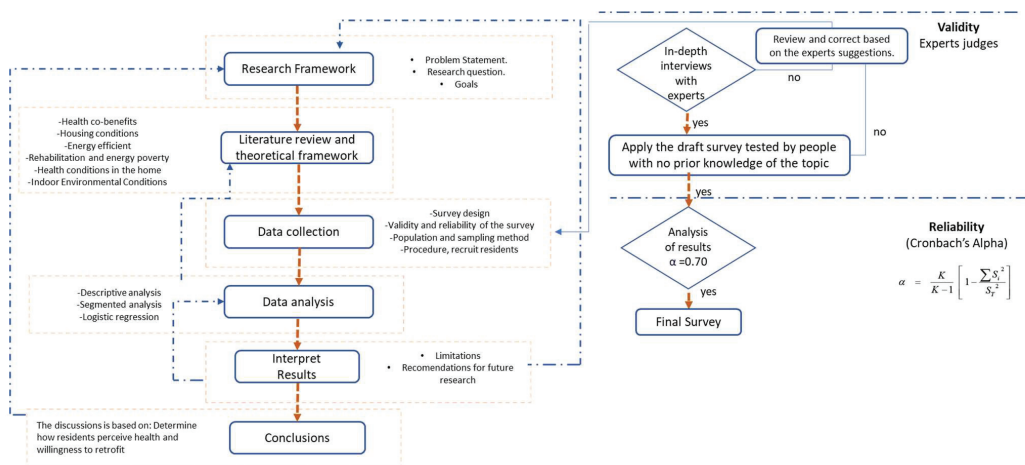 Research Framework
• Problem Statement.
• Research question.
• Goals
-Health co-benefits
-Housing conditions
-Energy efficient
-Rehabilitation and energy poverty
-Health conditions in the home
-Indoor Environmental Conditions
Literature review and
theoretical framework
Data collection
-Survey design
-Validity and reliability of the survey
-Population and sampling method
-Procedure, recruit residents
-Descriptive analysis
-Segmented analysis
-Logistic regression
Data analysis
Interpret
Results
• Limitations
• Recomendations for future
research
The discussions is based on: Determine
how residents perceive health and
willingness to retrofit
Conclusions
In-depth
interviews
with
experts
no
Review and correct based
on the experts suggestions.
Validity
Experts judges
yes
no
Apply the draft survey tested by people
with no prior knowledge of the topic
yes
Analysis
of results
α =0.70
yes
Final Survey
Reliability
(Cronbach's Alpha)
α = K / K−1 [1 − ∑ S_i² / S_T²]